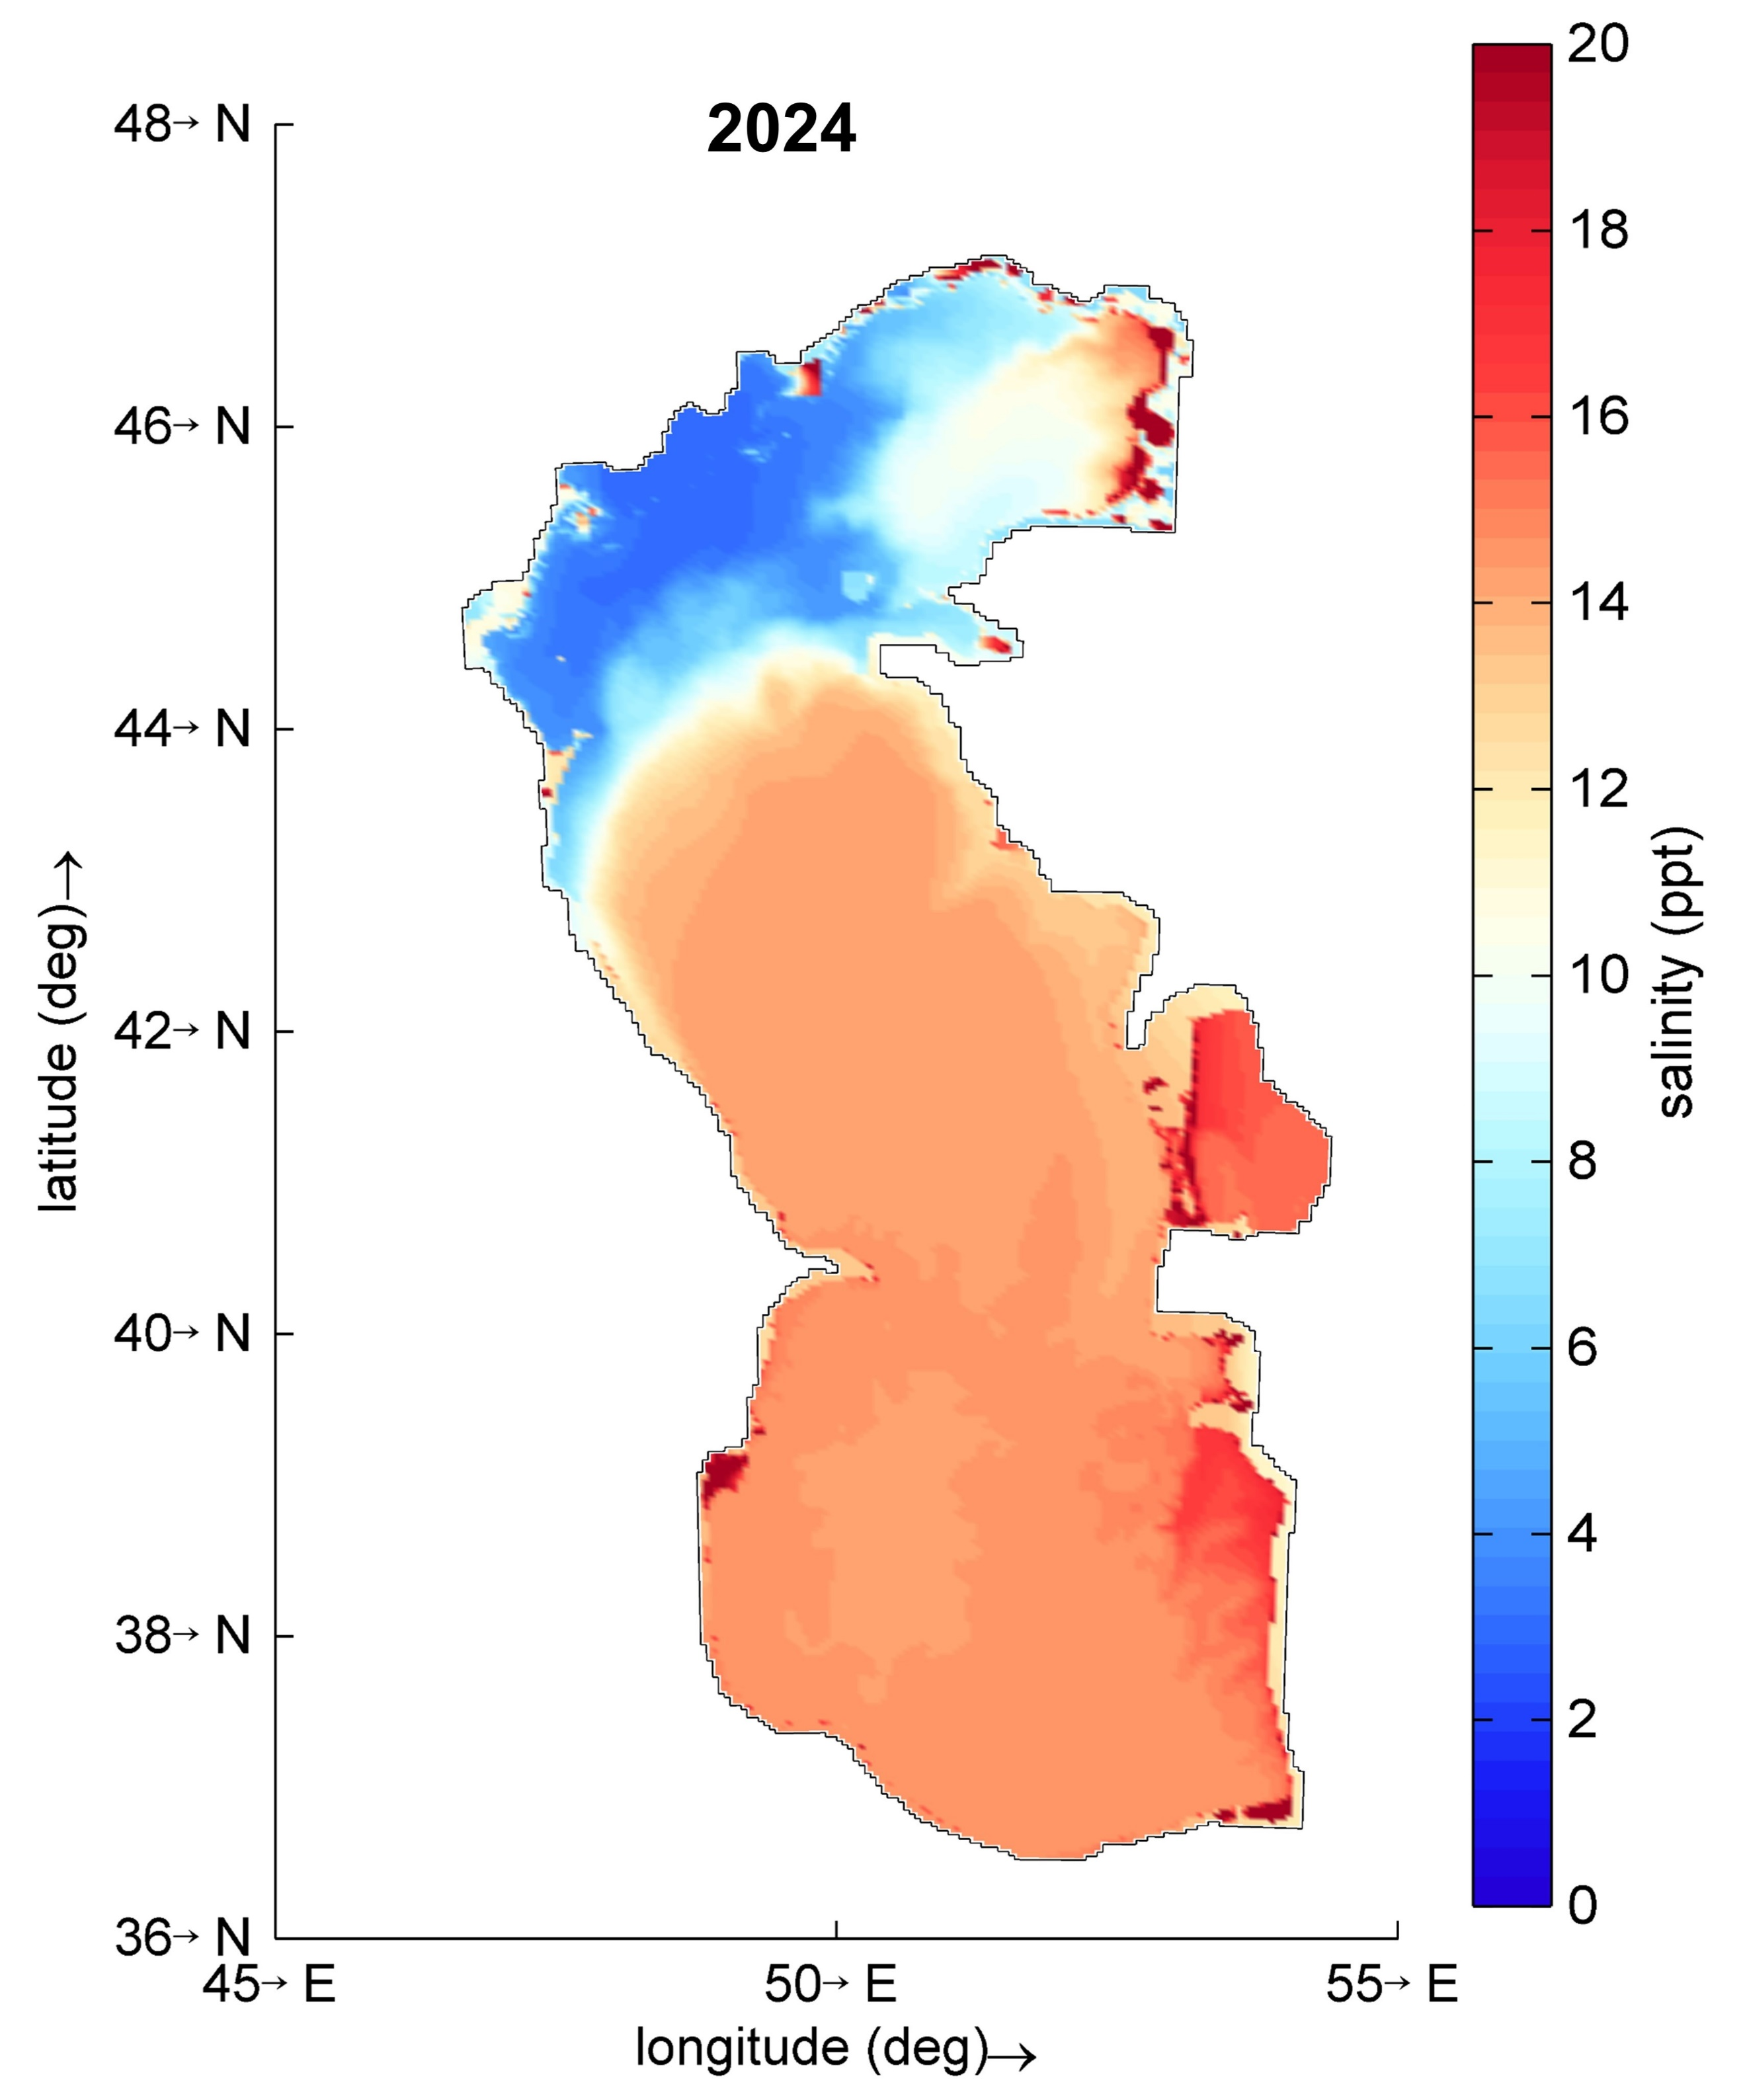 2024
48→ N
46→ N
44→ N
42→ N
40→ N
38→ N
36→ N
latitude (deg)→
45→ E
50→ E
55→ E
longitude (deg)→
20
18
16
14
12
10
8
6
4
2
0
salinity (ppt)